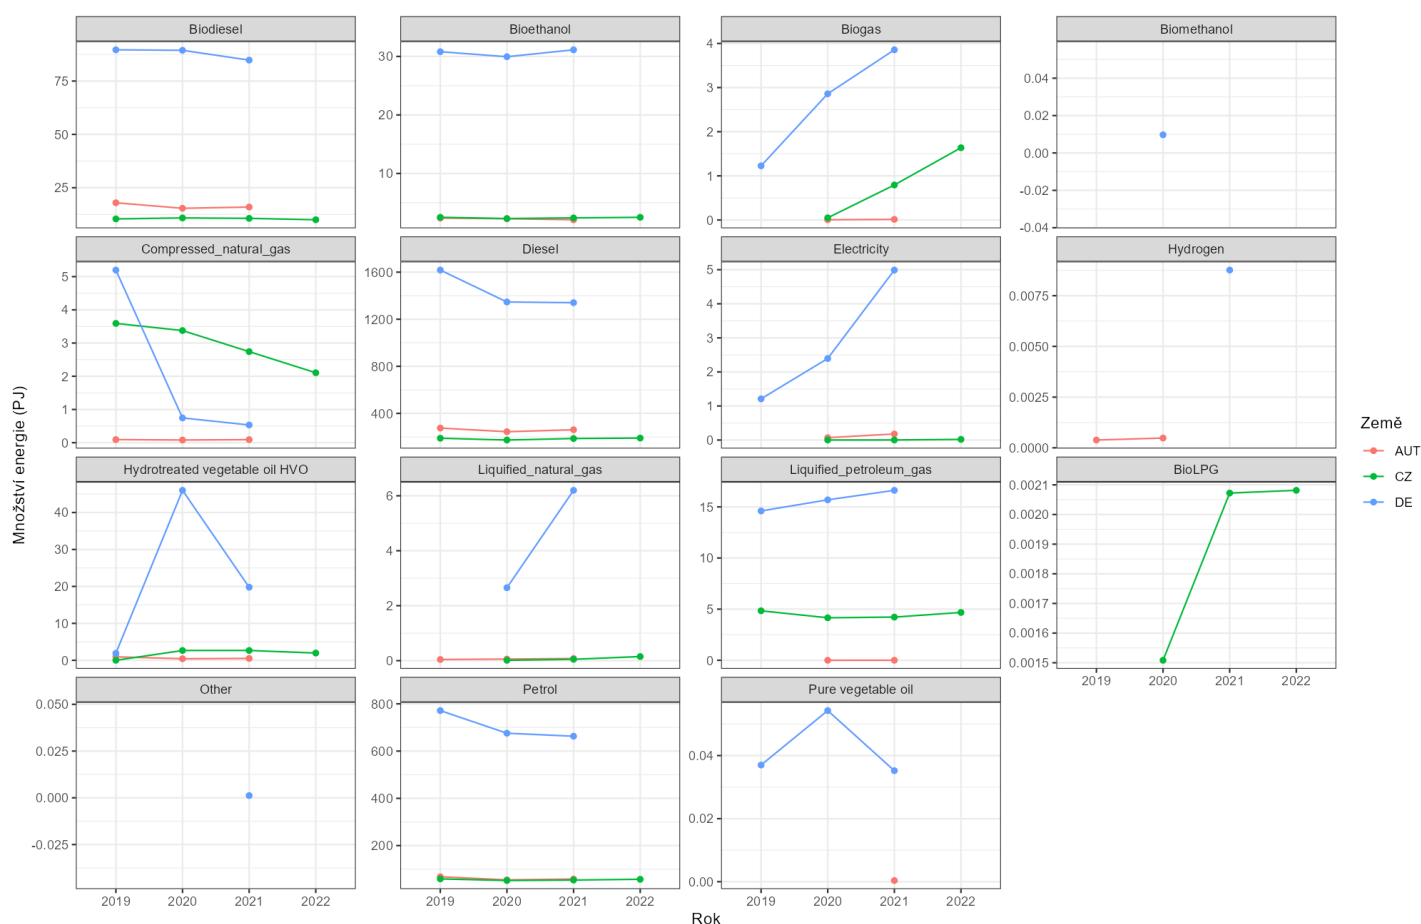 Biodiesel
Bioethanol
Biogas
Biomethanol
75
50
25
30
20
10
4
3
2
1
0
0.04
0.02
0.00
-0.02
-0.04
Compressed_natural_gas
Diesel
Electricity
Hydrogen
5
4
3
2
1
0
1600
1200
800
400
5
4
3
2
1
0
0.0075
0.0050
0.0025
0.0000
Hydrotreated vegetable oil HVO
Liquified_natural_gas
Liquified_petroleum_gas
BioLPG
40
30
20
10
0
6
4
2
0
15
10
5
0
0.0021
0.0020
0.0019
0.0018
0.0017
0.0016
0.0015
2019 2020 2021 2022
Other
Petrol
Pure vegetable oil
0.050
0.025
0.000
-0.025
800
600
400
200
0.04
0.02
0.00
2019 2020 2021 2022
2019 2020 2021 2022
2019 2020 2021 2022
Rok
Množství energie (PJ)
Země
AUT
CZ
DE